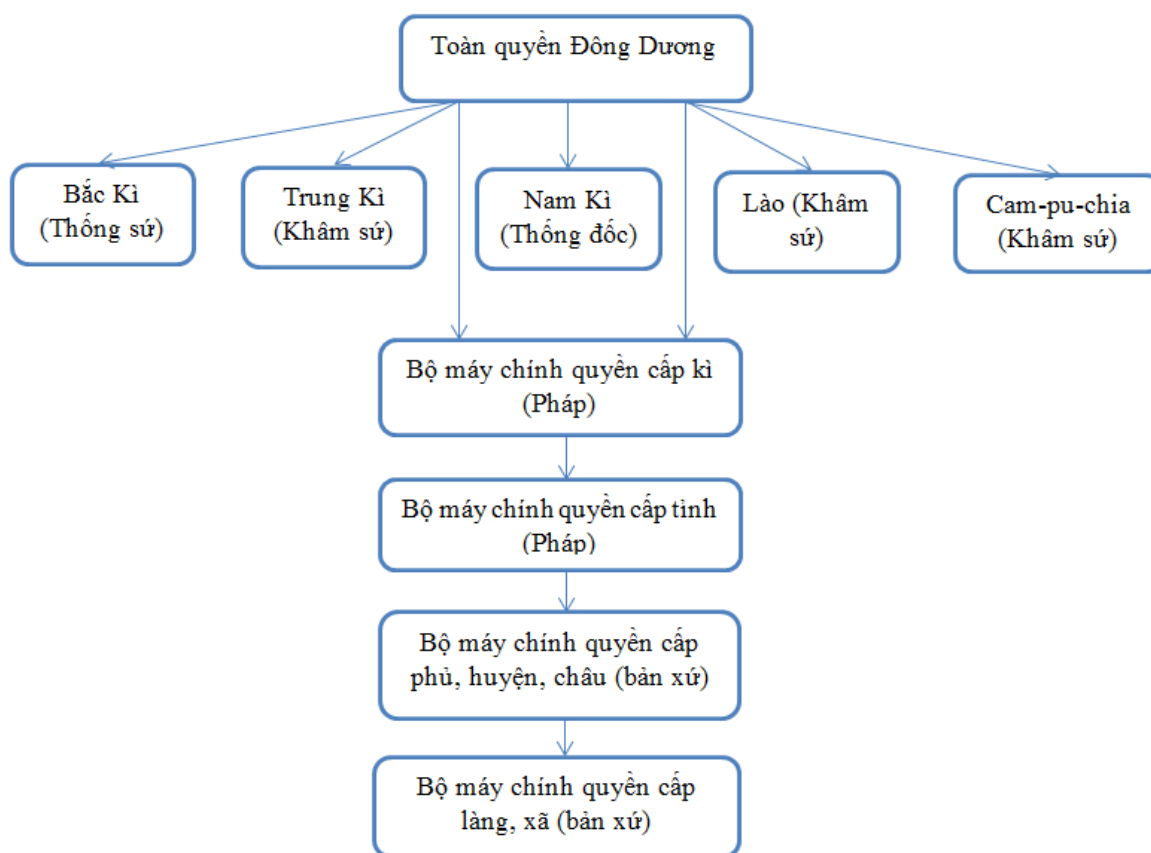 Toàn quyền Đông Dương
Bắc Kì
(Thống sứ)
Trung Kì
(Khâm sứ)
Nam Kì
(Thống đốc)
Lào (Khâm
sứ)
Cam-pu-chia
(Khâm sứ)
Bộ máy chính quyền cấp kì
(Pháp)
Bộ máy chính quyền cấp tỉnh
(Pháp)
Bộ máy chính quyền cấp
phủ, huyện, châu (bản xứ)
Bộ máy chính quyền cấp
làng, xã (bản xứ)